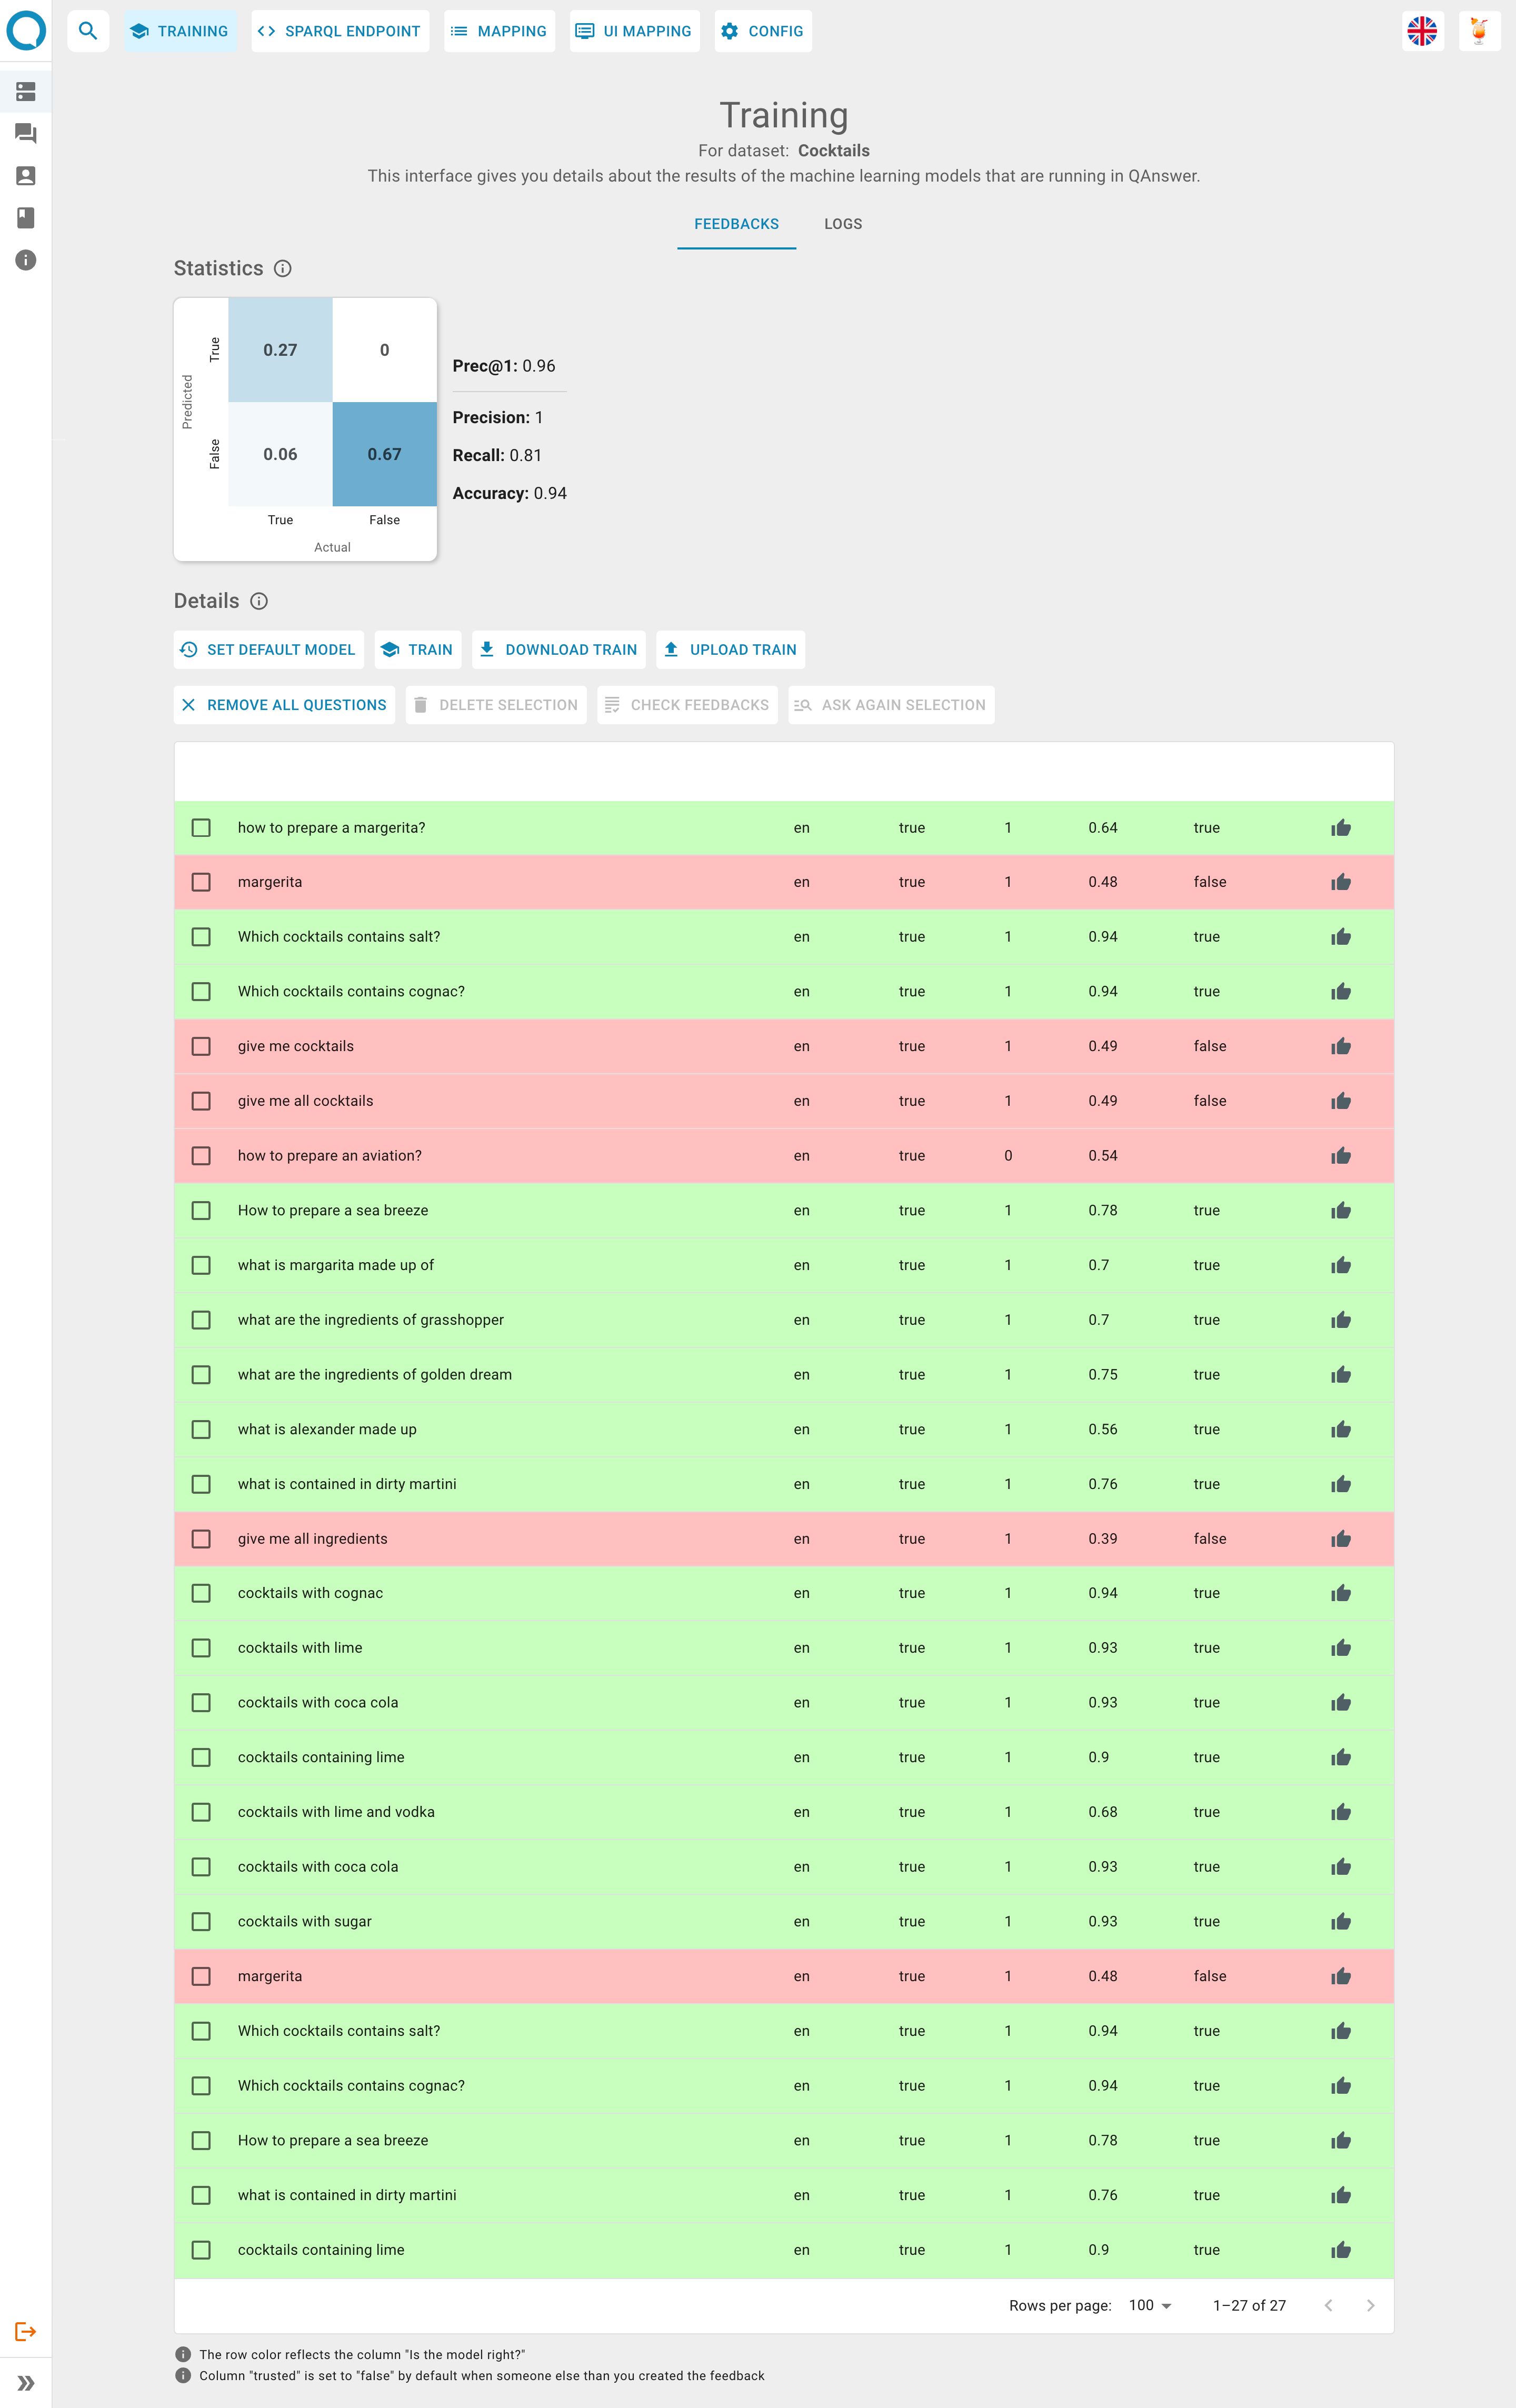 TRAINING SPARQL ENDPOINT MAPPING UI MAPPING CONFIG
Training
For dataset: Cocktails
This interface gives you details about the results of the machine learning models that are running in QAnswer.
FEEDBACKS LOGS
Statistics
Predicted
True
0.27 0
False
0.06 0.67
True False
Actual
Prec@1: 0.96
Precision: 1
Recall: 0.81
Accuracy: 0.94
Details
SET DEFAULT MODEL TRAIN DOWNLOAD TRAIN UPLOAD TRAIN
REMOVE ALL QUESTIONS DELETE SELECTION CHECK FEEDBACKS ASK AGAIN SELECTION
how to prepare a margerita? en true 1 0.64 true
margerita en true 1 0.48 false
Which cocktails contains salt? en true 1 0.94 true
Which cocktails contains cognac? en true 1 0.94 true
give me cocktails en true 1 0.49 false
give me all cocktails en true 1 0.49 false
how to prepare an aviation? en true 0 0.54
How to prepare a sea breeze en true 1 0.78 true
what is margarita made up of en true 1 0.7 true
what are the ingredients of grasshopper en true 1 0.7 true
what are the ingredients of golden dream en true 1 0.75 true
what is alexander made up en true 1 0.56 true
what is contained in dirty martini en true 1 0.76 true
give me all ingredients en true 1 0.39 false
cocktails with cognac en true 1 0.94 true
cocktails with lime en true 1 0.93 true
cocktails with coca cola en true 1 0.93 true
cocktails containing lime en true 1 0.9 true
cocktails with lime and vodka en true 1 0.68 true
cocktails with coca cola en true 1 0.93 true
cocktails with sugar en true 1 0.93 true
margerita en true 1 0.48 false
Which cocktails contains salt? en true 1 0.94 true
Which cocktails contains cognac? en true 1 0.94 true
How to prepare a sea breeze en true 1 0.78 true
what is contained in dirty martini en true 1 0.76 true
cocktails containing lime en true 1 0.9 true
Rows per page: 100 1–27 of 27
The row color reflects the column "Is the model right?"
Column "trusted" is set to "false" by default when someone else than you created the feedback